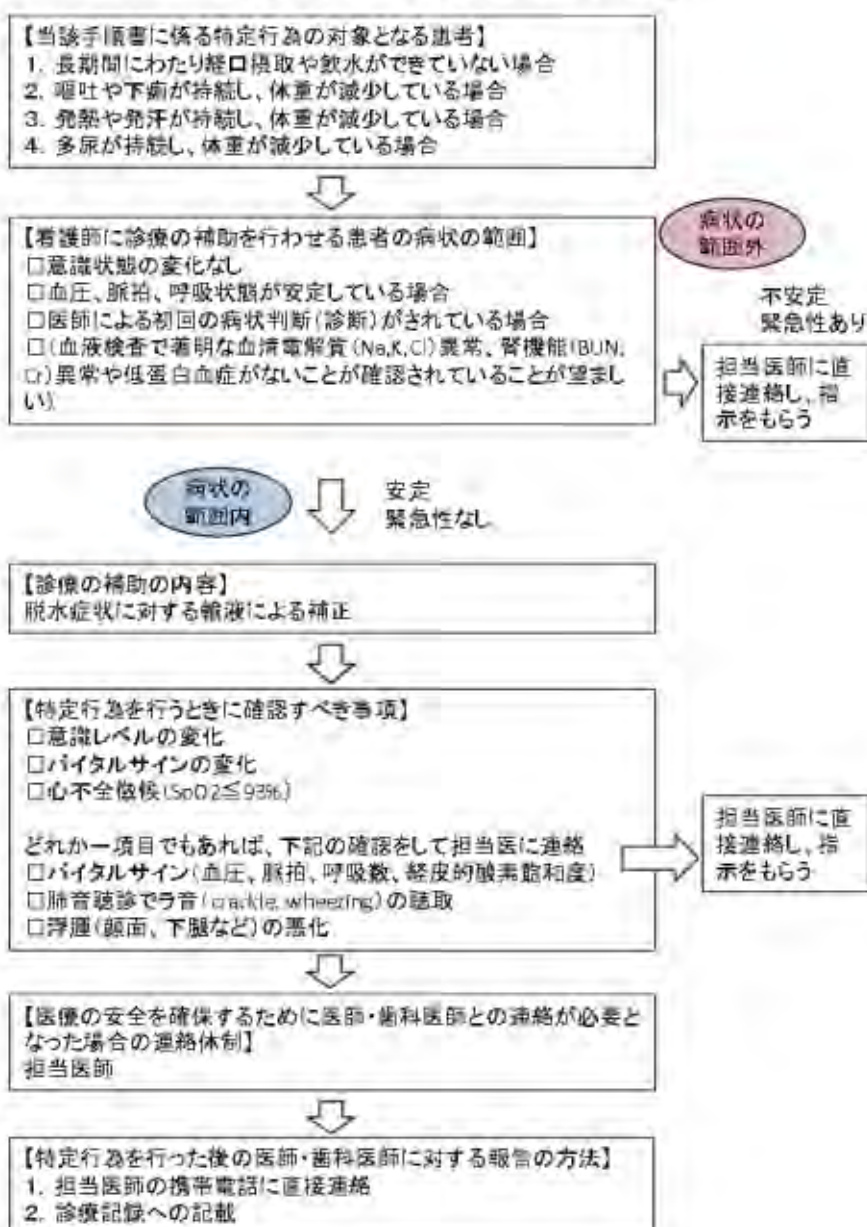 【当該手順書に係る特定行為の対象となる患者】
1. 長期間にわたり経口摂取や飲水ができていない場合
2. 嘔吐や下痢が持続し、体重が減少している場合
3. 発熱や発汗が持続し、体重が減少している場合
4. 多尿が持続し、体重が減少している場合
【看護師に診療の補助を行わせる患者の病状の範囲】
□意識状態の変化なし
□血圧、脈拍、呼吸状態が安定している場合
□医師による初回の病状判断(診断)がされている場合
□(血液検査で著明な血清電解質(Na,K,Cl)異常、腎機能(BUN,
Cr)異常や低蛋白血症がないことが確認されていることが望まし
い)
病状の
範囲外
不安定
緊急性あり
担当医師に直
接連絡し、指
示をもらう
病状の
範囲内
安定
緊急性なし
【診療の補助の内容】
脱水症状に対する輸液による補正
【特定行為を行うときに確認すべき事項】
□意識レベルの変化
□バイタルサインの変化
□心不全徴候(SpO2≦93%)
どれか一項目でもあれば、下記の確認をして担当医に連絡
□バイタルサイン(血圧、脈拍、呼吸数、経皮的酸素飽和度)
□肺音聴診でラ音(crackle, wheezing)の聴取
□浮腫(顔面、下腿など)の悪化
担当医師に直
接連絡し、指
示をもらう
【医療の安全を確保するために医師・歯科医師との連絡が必要と
なった場合の連絡体制】
担当医師
【特定行為を行った後の医師・歯科医師に対する報告の方法】
1. 担当医師の携帯電話に直接連絡
2. 診療記録への記載